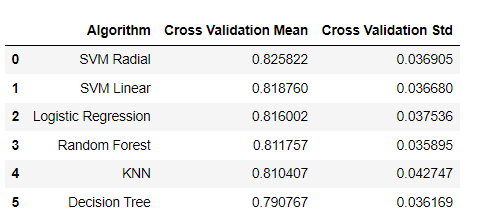 Algorithm Cross Validation Mean Cross Validation Std
0 SVM Radial 0.825822 0.036905
1 SVM Linear 0.818760 0.036680
2 Logistic Regression 0.816002 0.037536
3 Random Forest 0.811757 0.035895
4 KNN 0.810407 0.042747
5 Decision Tree 0.790767 0.036169